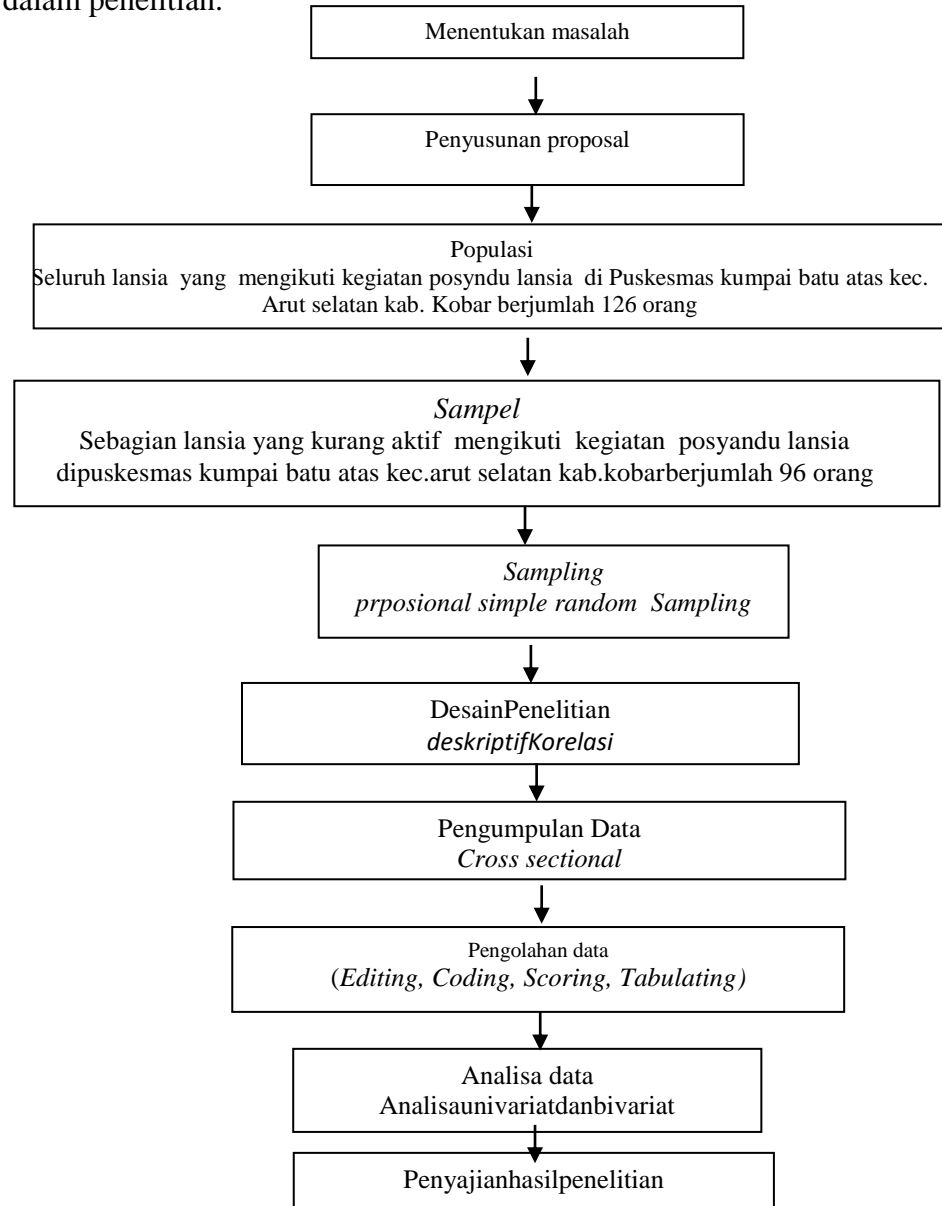 dalam penelitian.
Menentukan masalah
Penyusunan proposal
Populasi
Seluruh lansia yang mengikuti kegiatan posyndu lansia di Puskesmas kumpai batu atas kec.
Arut selatan kab. Kobar berjumlah 126 orang
Sampel
Sebagian lansia yang kurang aktif mengikuti kegiatan posyandu lansia
dipuskesmas kumpai batu atas kec.arut selatan kab.kobarberjumlah 96 orang
Sampling
prposional simple random Sampling
DesainPenelitian
deskriptifKorelasi
Pengumpulan Data
Cross sectional
Pengolahan data
(Editing, Coding, Scoring, Tabulating)
Analisa data
Analisaunivariatdanbivariat
Penyajianhasilpenelitian